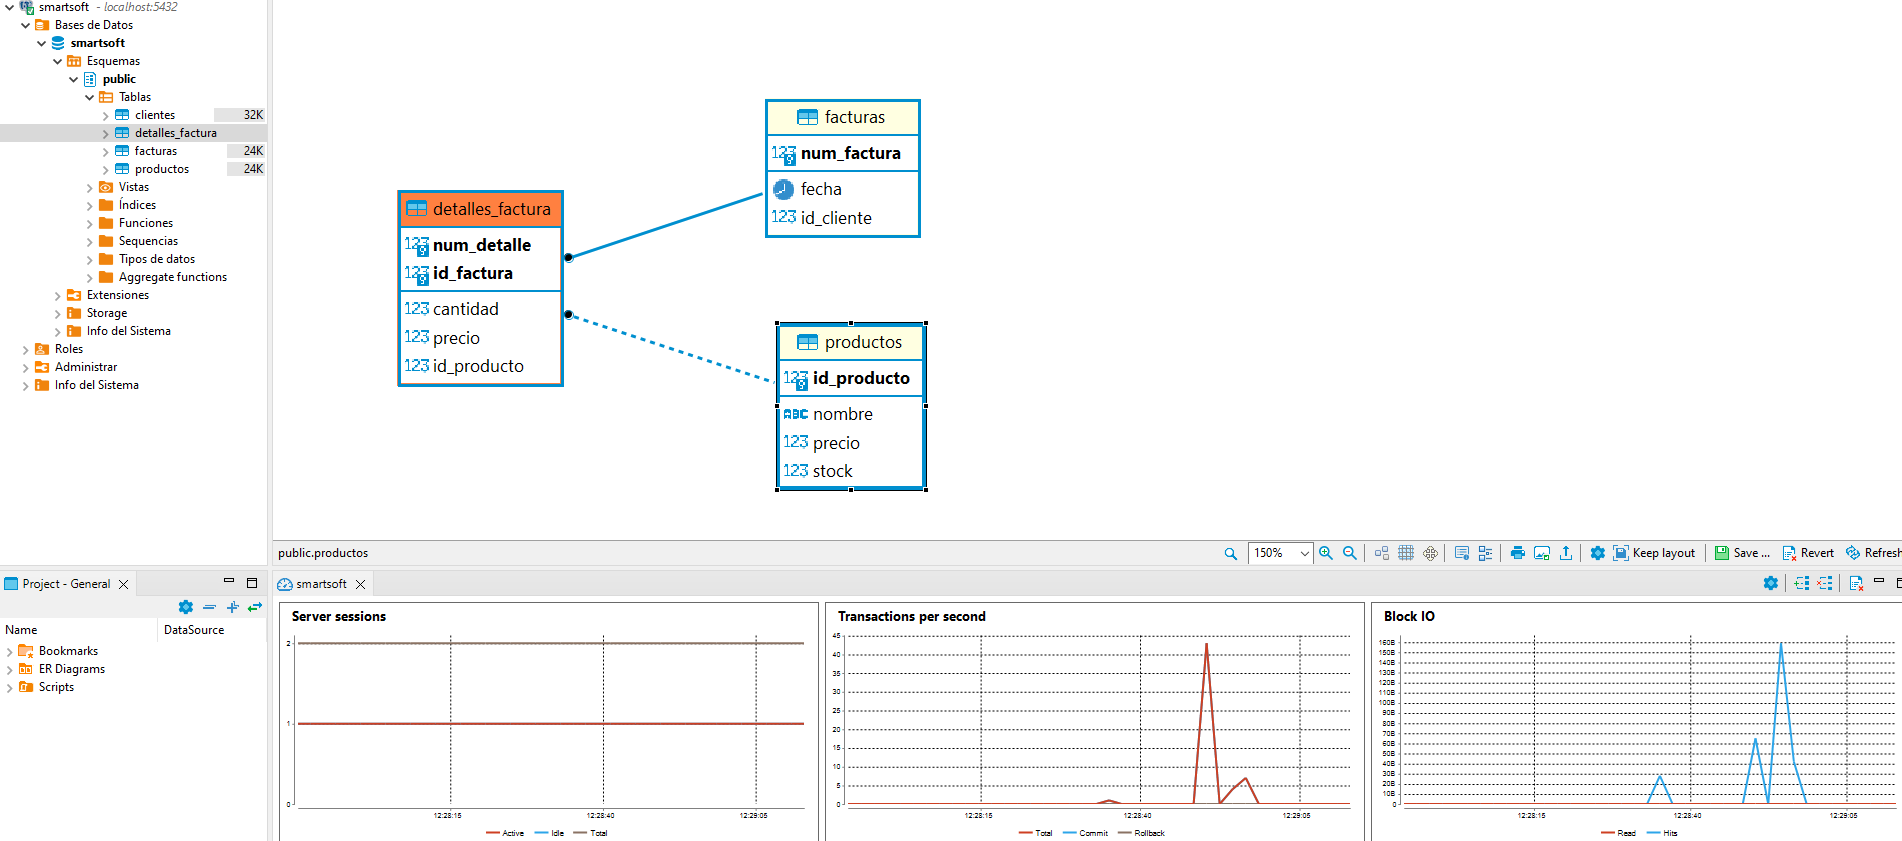 smartsoft - localhost:5432
Bases de Datos
smartsoft
Esquemas
public
Tablas
clientes 32K
detalles_factura
facturas 24K
productos 24K
Vistas
Índices
Funciones
Sequencias
Tipos de datos
Aggregate functions
Extensiones
Storage
Info del Sistema
Roles
Administrar
Info del Sistema
facturas
123 num_factura
fecha
123 id_cliente
detalles_factura
123 num_detalle
123 id_factura
123 cantidad
123 precio
123 id_producto
productos
123 id_producto
ABC nombre
123 precio
123 stock
public.productos
150%
Keep layout
Save ...
Revert
Refresh
Project - General
Name DataSource
Bookmarks
ER Diagrams
Scripts
smartsoft
Server sessions
2
1
0
12:28:15 12:28:40 12:29:05
Active Idle Total
Transactions per second
45
40
35
30
25
20
15
10
5
0
12:28:15 12:28:40 12:29:05
Total Commit Rollback
Block IO
160B
150B
140B
130B
120B
110B
100B
90B
80B
70B
60B
50B
40B
30B
20B
10B
0
12:28:15 12:28:40 12:29:05
Read Hits